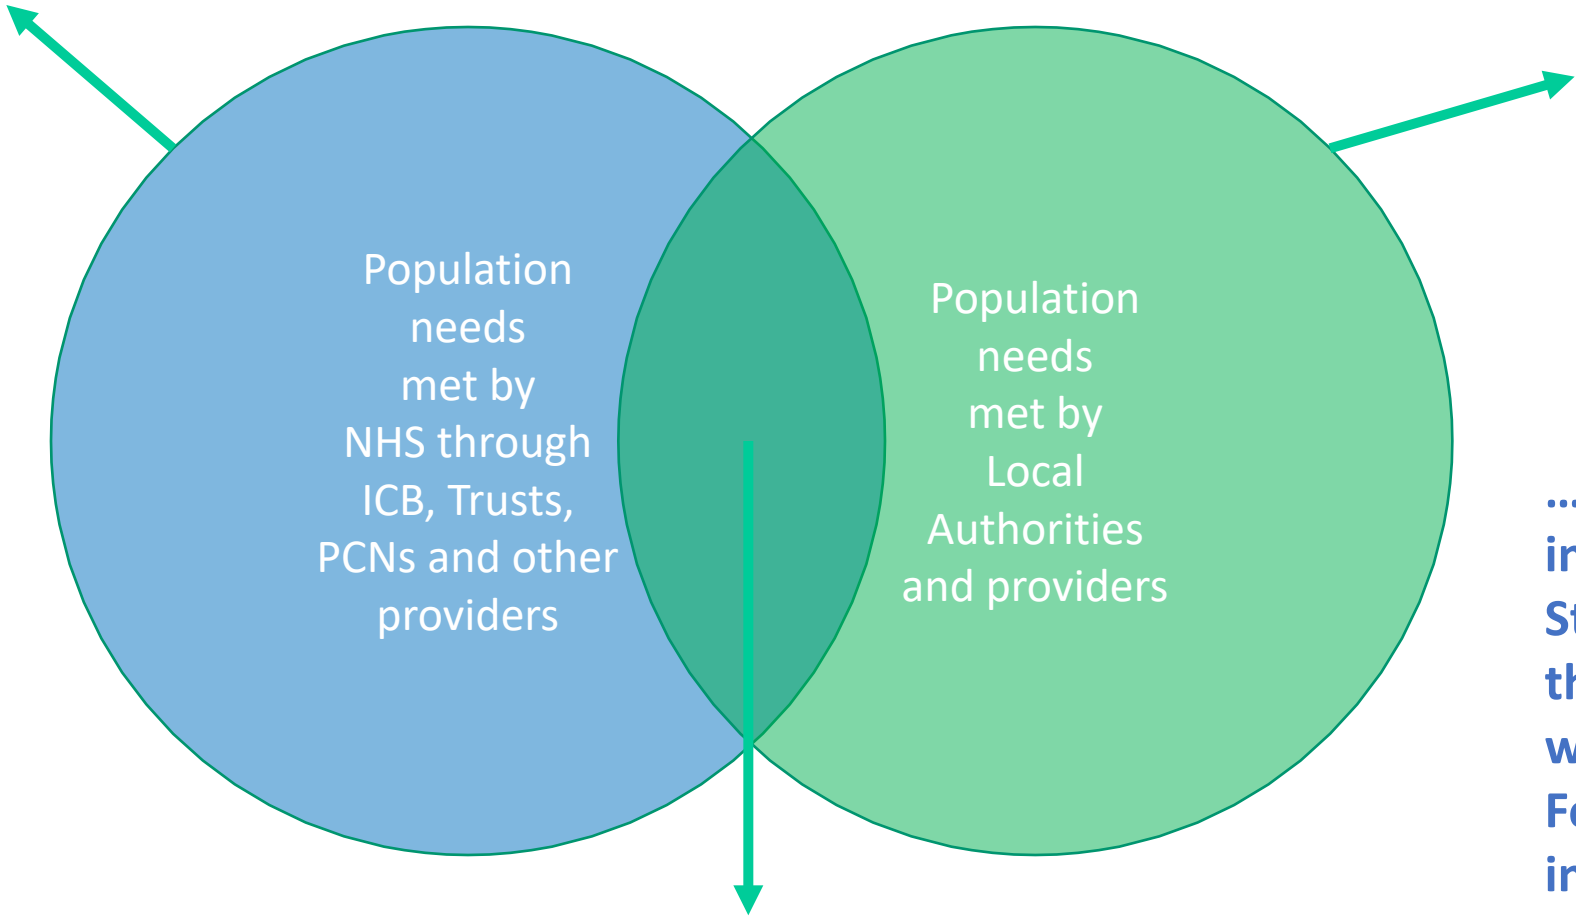 Population
needs
met by
NHS through
ICB, Trusts,
PCNs and other
providers
Population
needs
met by
Local
Authorities
and providers
...